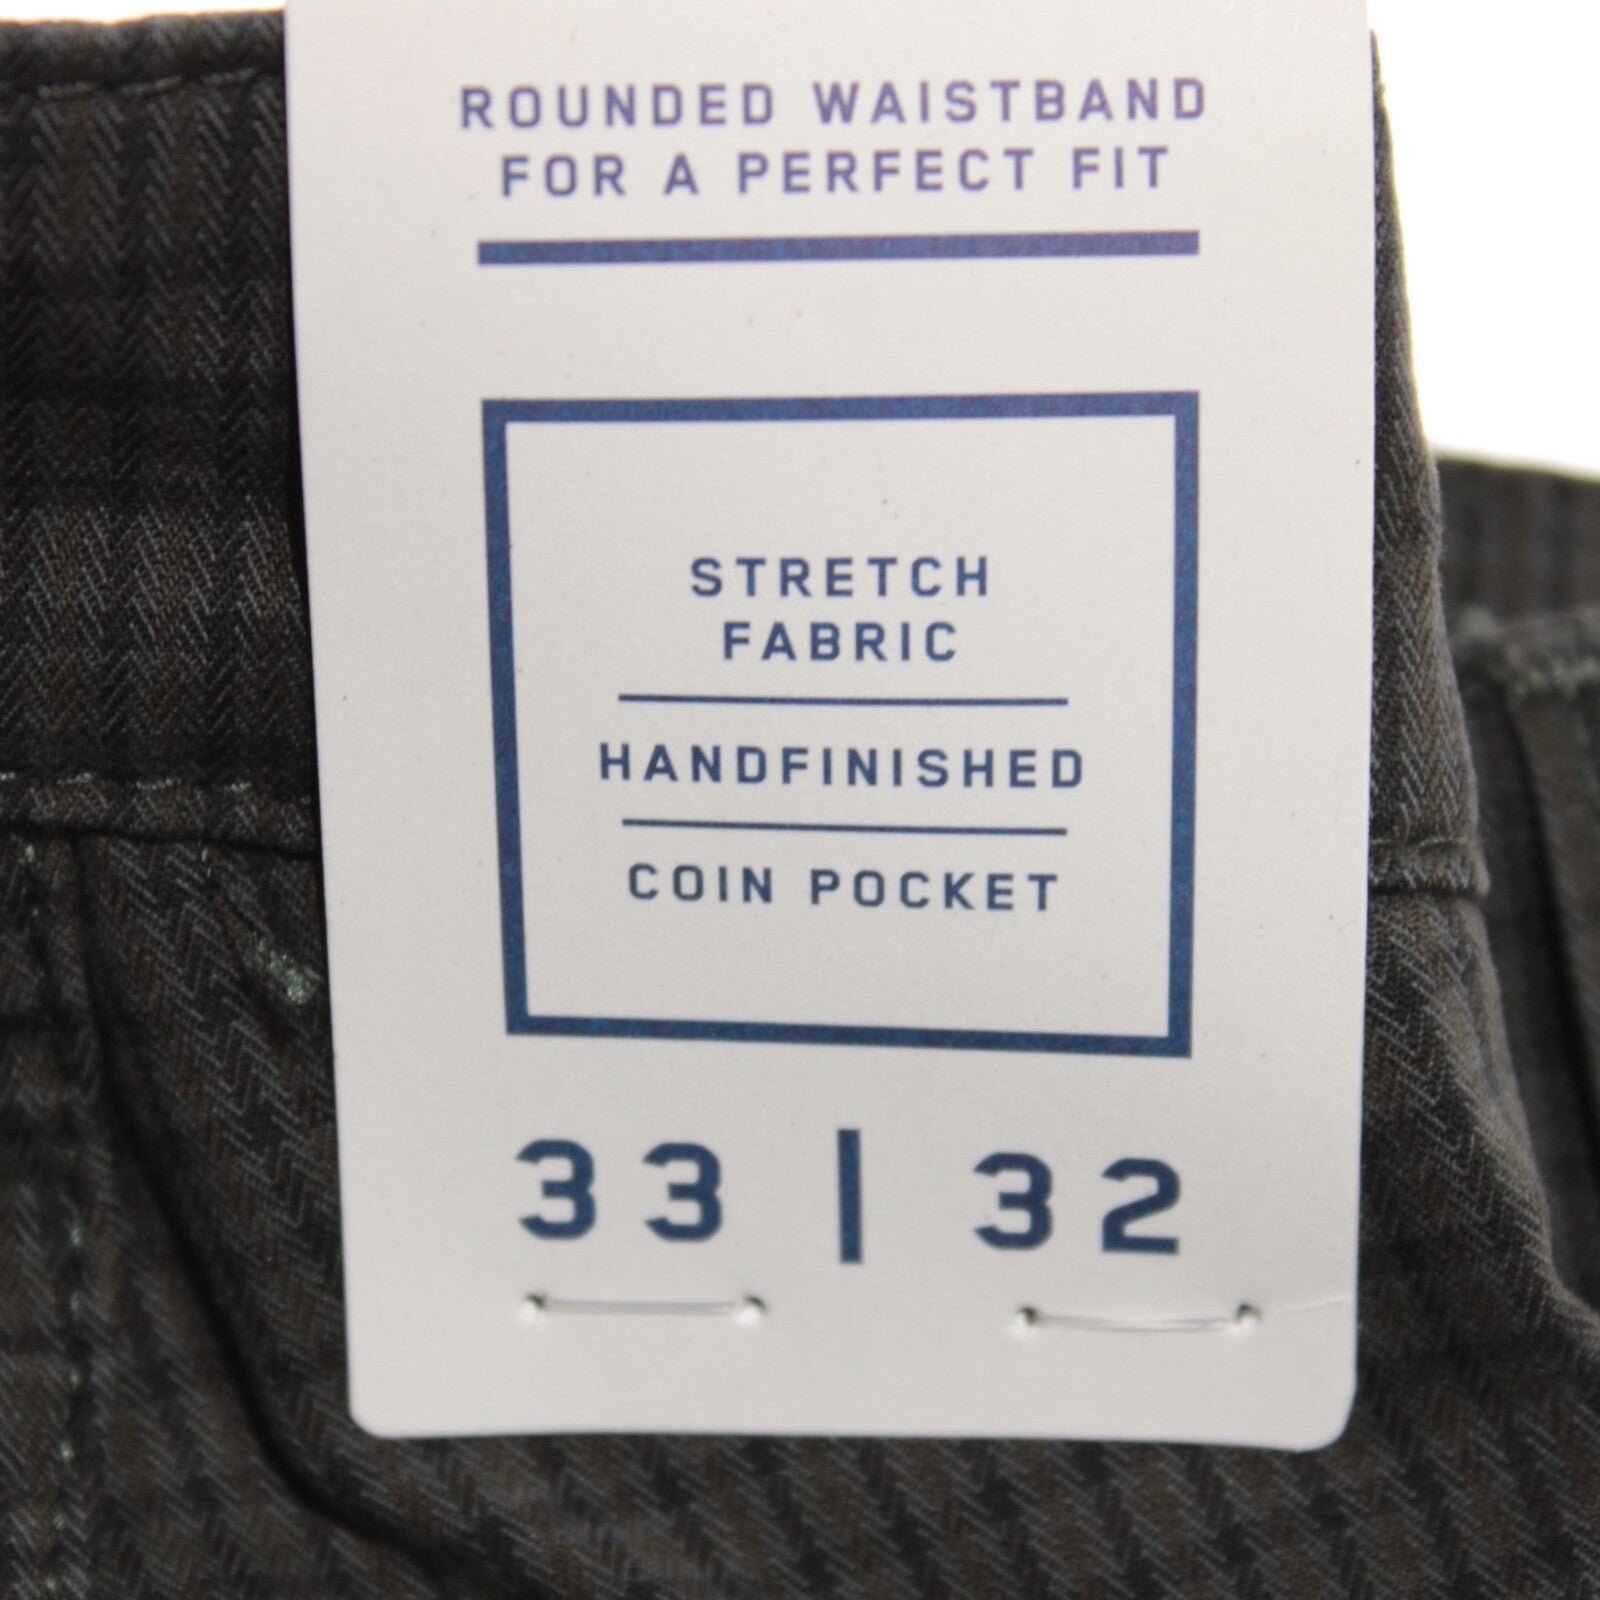 ROUNDED WAISTBAND
FOR A PERFECT FIT
STRETCH
FABRIC
HANDFINISHED
COIN POCKET
33 | 32